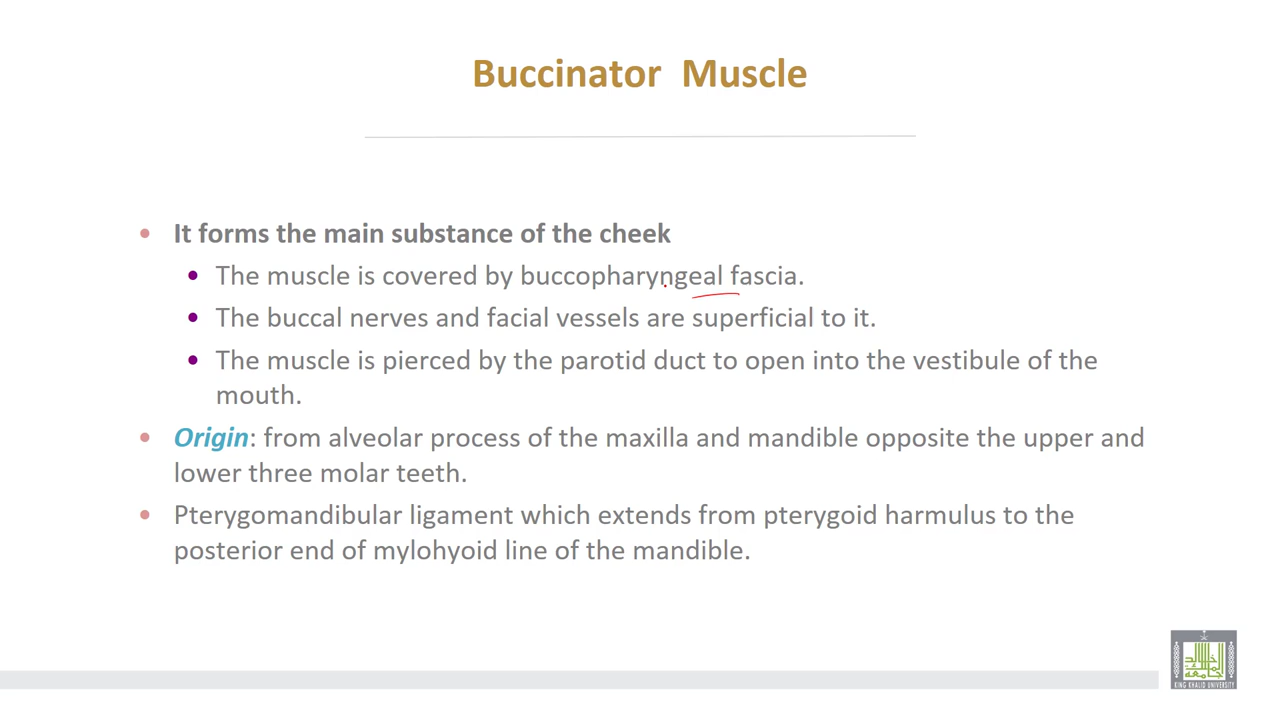 Buccinator Muscle
It forms the main substance of the cheek
The muscle is covered by buccopharyngeal fascia.
The buccal nerves and facial vessels are superficial to it.
The muscle is pierced by the parotid duct to open into the vestibule of the
mouth.
Origin: from alveolar process of the maxilla and mandible opposite the upper and
lower three molar teeth.
Pterygomandibular ligament which extends from pterygoid harmulus to the
posterior end of mylohyoid line of the mandible.
KING KHALID UNIVERSITY